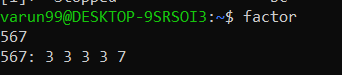 varun99@DESKTOP-9SRSOI3:~$ factor
567
567: 3 3 3 3 7